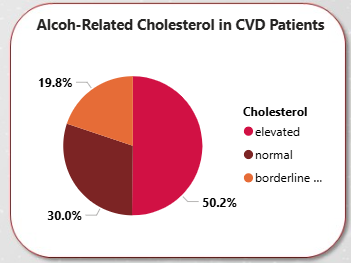 Alcoh-Related Cholesterol in CVD Patients
19.8%
Cholesterol
elevated
normal
borderline ...
50.2%
30.0%